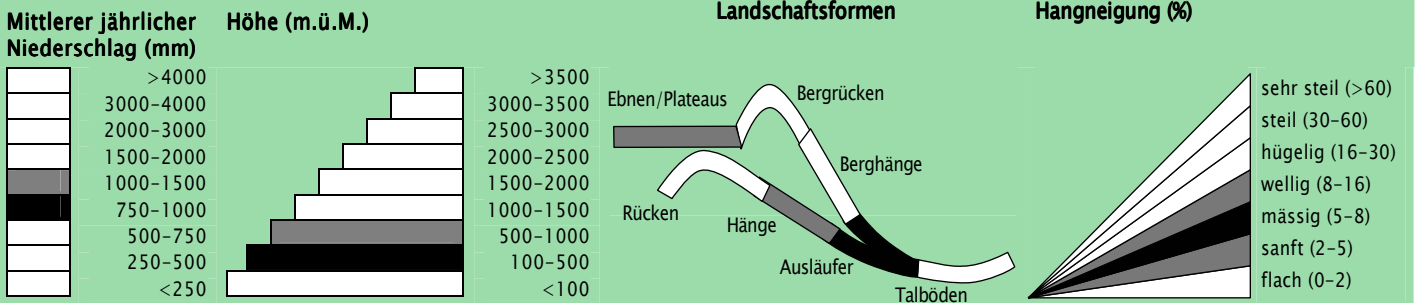 Mittlerer jährlicher
Niederschlag (mm)
>4000
3000-4000
2000-3000
1500-2000
1000-1500
750-1000
500-750
250-500
<250
Höhe (m.ü.M.)
>3500
3000-3500
2500-3000
2000-2500
1500-2000
1000-1500
500-1000
100-500
<100
Landschaftsformen
Ebnen/Plateaus
Bergrücken
Berghänge
Rücken
Hänge
Ausläufer
Talböden
Hangneigung (%)
sehr steil (>60)
steil (30-60)
hügelig (16-30)
wellig (8-16)
mässig (5-8)
sanft (2-5)
flach (0-2)